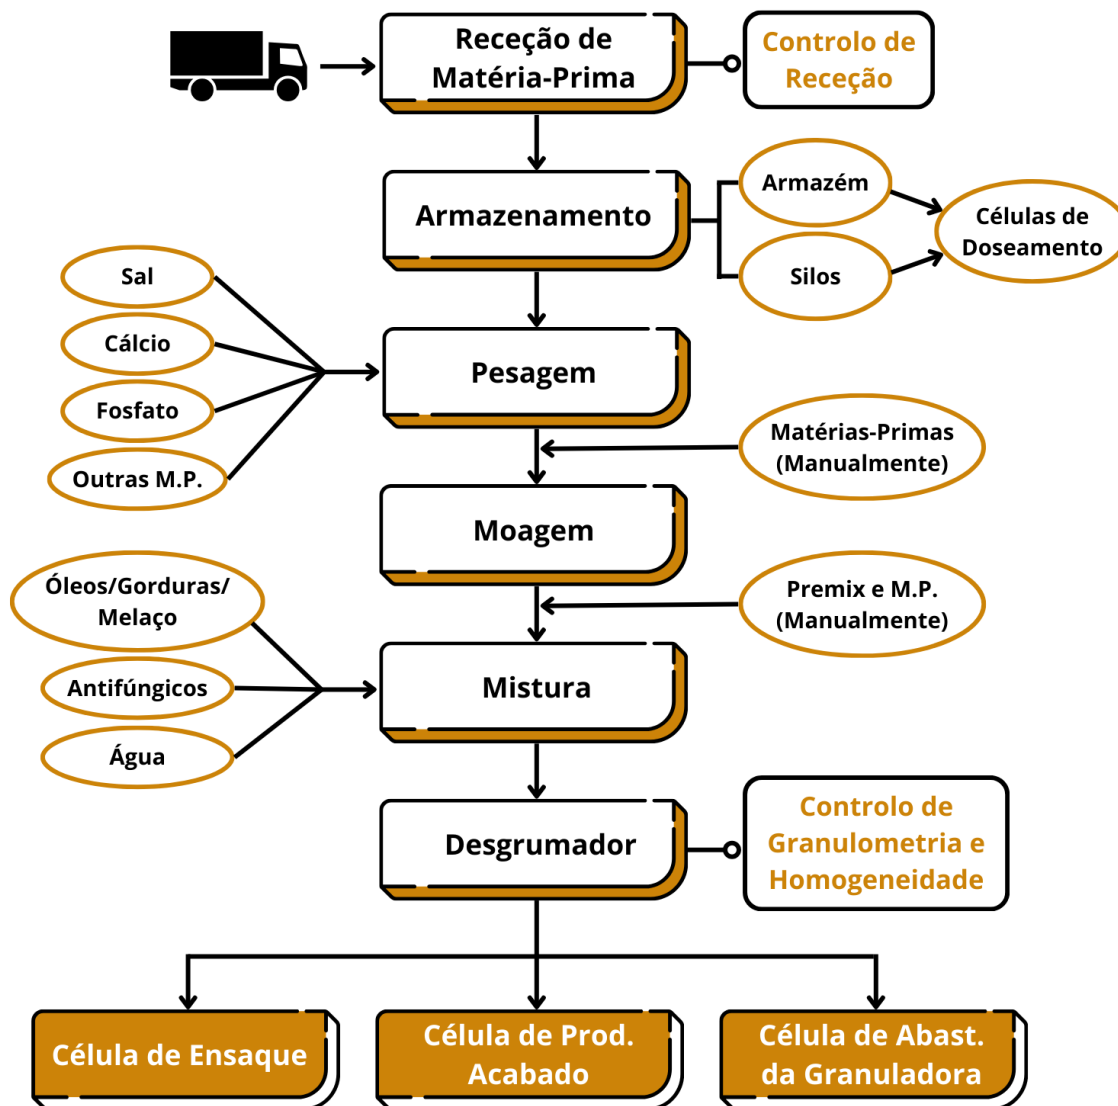 Receção de
Matéria-Prima
Controlo de
Receção
Armazenamento
Armazém
Silos
Células de
Doseamento
Sal
Cálcio
Fosfato
Outras M.P.
Pesagem
Matérias-Primas
(Manualmente)
Moagem
Óleos/Gorduras/
Melaço
Antifúngicos
Água
Premix e M.P.
(Manualmente)
Mistura
Desgrumador
Controlo de
Granulometria e
Homogeneidade
Célula de Ensaque
Célula de Prod.
Acabado
Célula de Abast.
da Granuladora